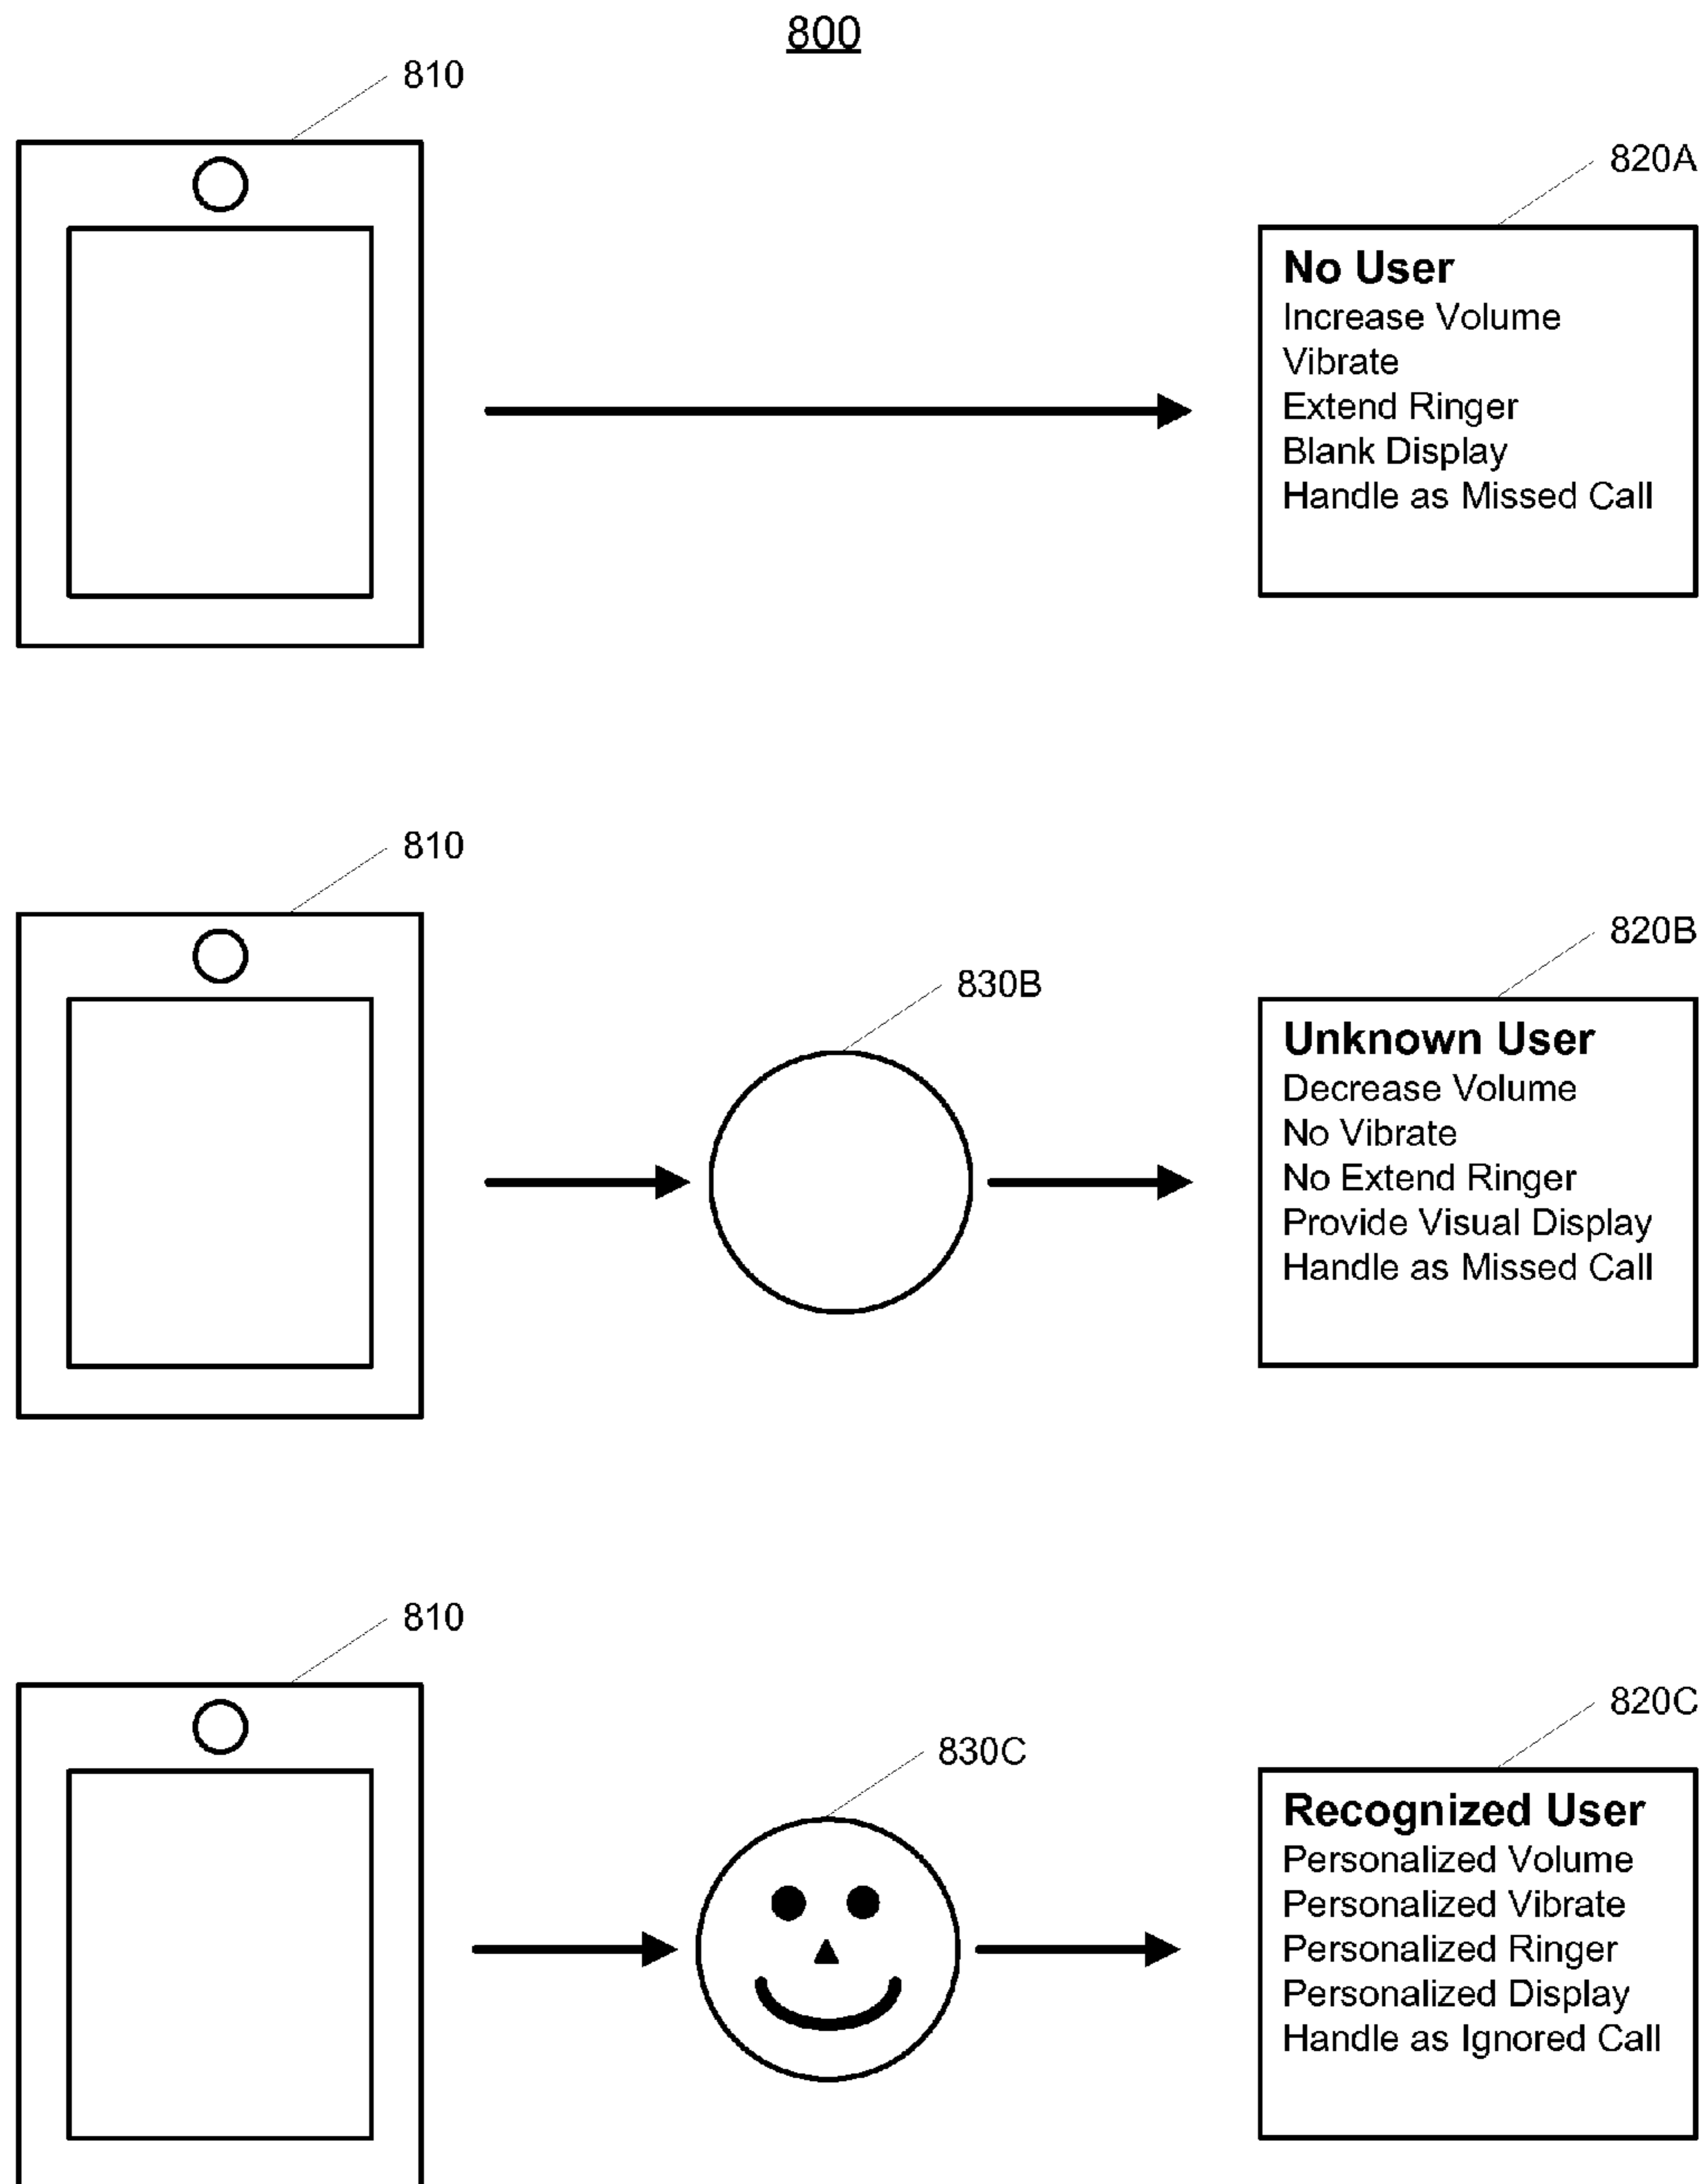 800
810
820A
No User
Increase Volume
Vibrate
Extend Ringer
Blank Display
Handle as Missed Call
810
820B
830B
Unknown User
Decrease Volume
No Vibrate
No Extend Ringer
Provide Visual Display
Handle as Missed Call
810
820C
830C
Recognized User
Personalized Volume
Personalized Vibrate
Personalized Ringer
Personalized Display
Handle as Ignored Call